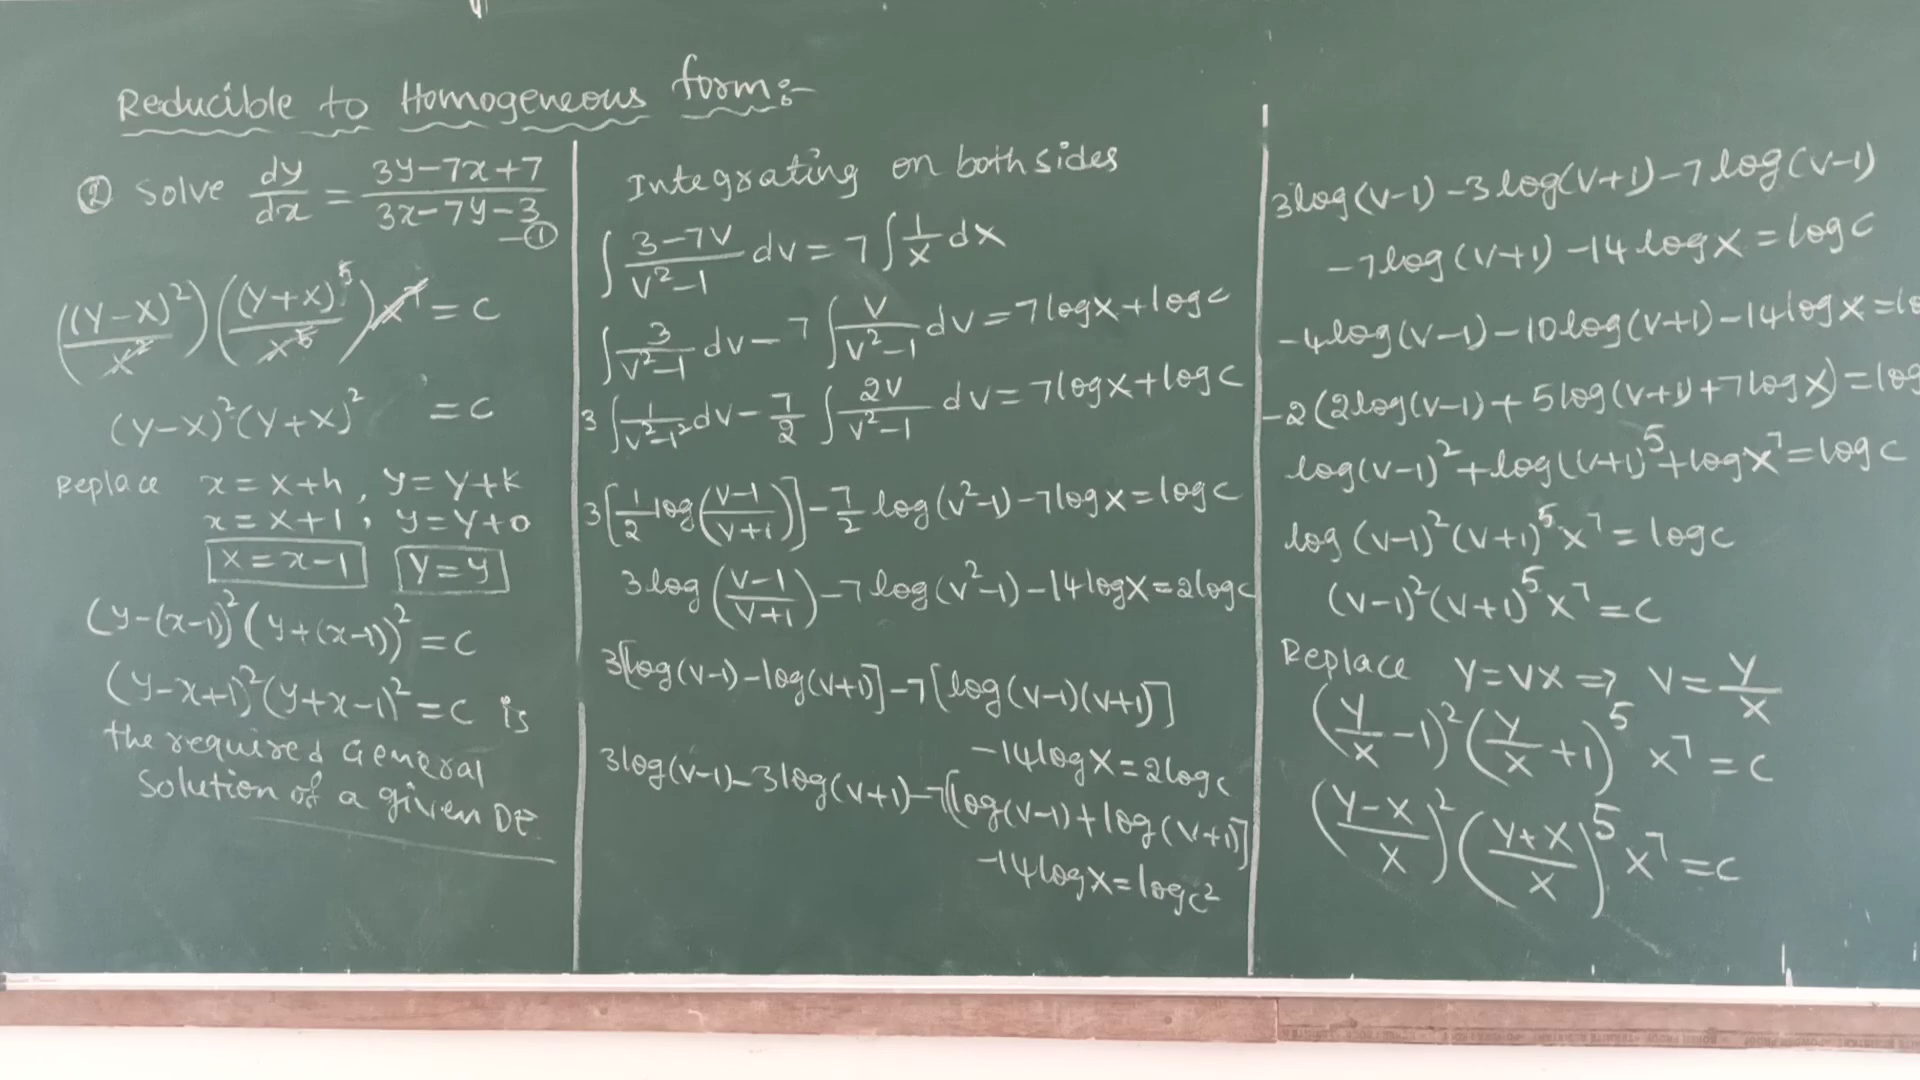 Reducible to Homogeneous form:-
② Solve dy/dx = (3y-7x+7)/(3x-7y-3) —①
((Y-X)²/X²)((Y+X)⁵/X⁵)X⁷ = C
(Y-X)²(Y+X)² = C
Replace x = X+h, y = Y+k
x = X+1, y = Y+0
X = x-1 Y = y
(y-(x-1))²(y+(x-1))² = C
(y-x+1)²(y+x-1)² = C is
the required General
Solution of a given DE.
Integrating on both sides
∫ (3-7V)/(V²-1) dV = 7∫ 1/X dX
∫ 3/(V²-1) dV - 7 ∫ V/(V²-1) dV = 7 log X + log C
3 ∫ 1/(V²-1²) dV - 7/2 ∫ 2V/(V²-1) dV = 7 log X + log C
3[1/2 log((V-1)/(V+1))] - 7/2 log(V²-1) - 7 log X = log C
3 log((V-1)/(V+1)) - 7 log(V²-1) - 14 log X = 2 log C
3[log(V-1) - log(V+1)] - 7[log(V-1)(V+1)]
-14 log X = 2 log C
3 log(V-1) - 3 log(V+1) - 7[log(V-1) + log(V+1)]
-14 log X = log C²
3 log(V-1) - 3 log(V+1) - 7 log(V-1)
-7 log(V+1) - 14 log X = log C
-4 log(V-1) - 10 log(V+1) - 14 log X = lo
-2(2 log(V-1) + 5 log(V+1) + 7 log X) = log
log(V-1)² + log(V+1)⁵ + log X⁷ = log C
log (V-1)²(V+1)⁵X⁷ = log C
(V-1)²(V+1)⁵X⁷ = C
Replace Y = VX ⇒ V = Y/X
(Y/X - 1)²(Y/X + 1)⁵ X⁷ = C
((Y-X)/X)²((Y+X)/X)⁵ X⁷ = C